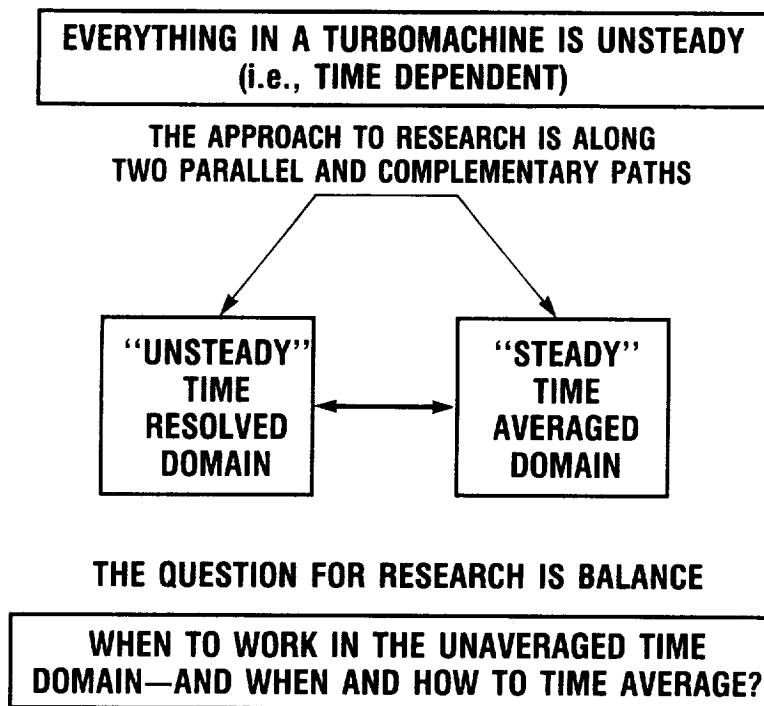 EVERYTHING IN A TURBOMACHINE IS UNSTEADY
(i.e., TIME DEPENDENT)
THE APPROACH TO RESEARCH IS ALONG
TWO PARALLEL AND COMPLEMENTARY PATHS
"UNSTEADY"
TIME
RESOLVED
DOMAIN
"STEADY"
TIME
AVERAGED
DOMAIN
THE QUESTION FOR RESEARCH IS BALANCE
WHEN TO WORK IN THE UNAVERAGED TIME
DOMAIN—AND WHEN AND HOW TO TIME AVERAGE?